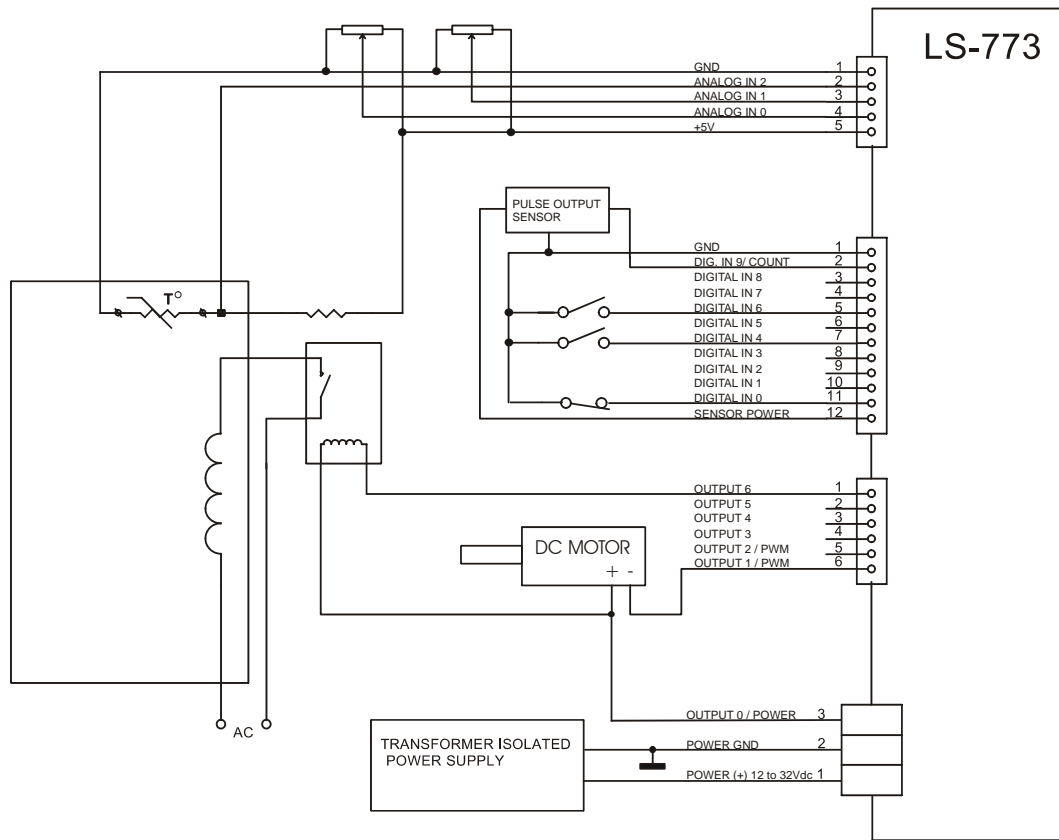 LS-773
GND 1
ANALOG IN 2 2
ANALOG IN 1 3
ANALOG IN 0 4
+5V 5
PULSE OUTPUT
SENSOR
GND 1
DIG. IN 9/ COUNT 2
DIGITAL IN 8 3
DIGITAL IN 7 4
DIGITAL IN 6 5
DIGITAL IN 5 6
DIGITAL IN 4 7
DIGITAL IN 3 8
DIGITAL IN 2 9
DIGITAL IN 1 10
DIGITAL IN 0 11
SENSOR POWER 12
T°
OUTPUT 6 1
OUTPUT 5 2
OUTPUT 4 3
OUTPUT 3 4
OUTPUT 2 / PWM 5
OUTPUT 1 / PWM 6
DC MOTOR
+ -
AC
OUTPUT 0 / POWER 3
POWER GND 2
POWER (+) 12 to 32Vdc 1
TRANSFORMER ISOLATED
POWER SUPPLY